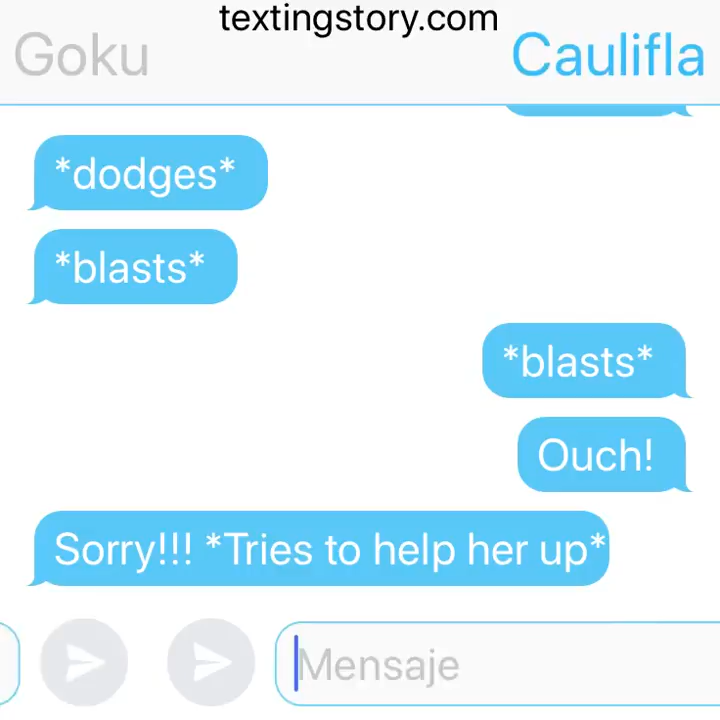 textingstory.com
Goku
Caulifla
*dodges*
*blasts*
*blasts*
Ouch!
Sorry!!! *Tries to help her up*
Mensaje